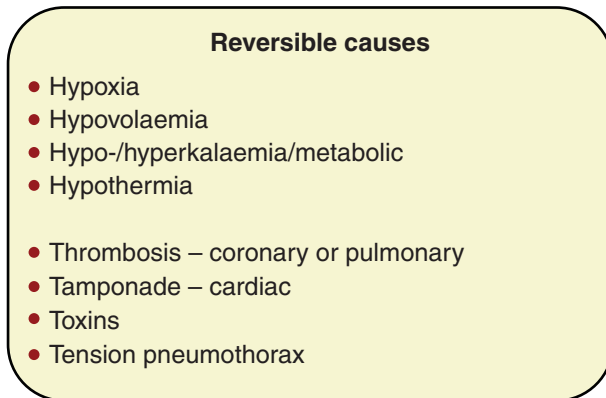 Reversible causes
• Hypoxia
• Hypovolaemia
• Hypo-/hyperkalaemia/metabolic
• Hypothermia
• Thrombosis – coronary or pulmonary
• Tamponade – cardiac
• Toxins
• Tension pneumothorax